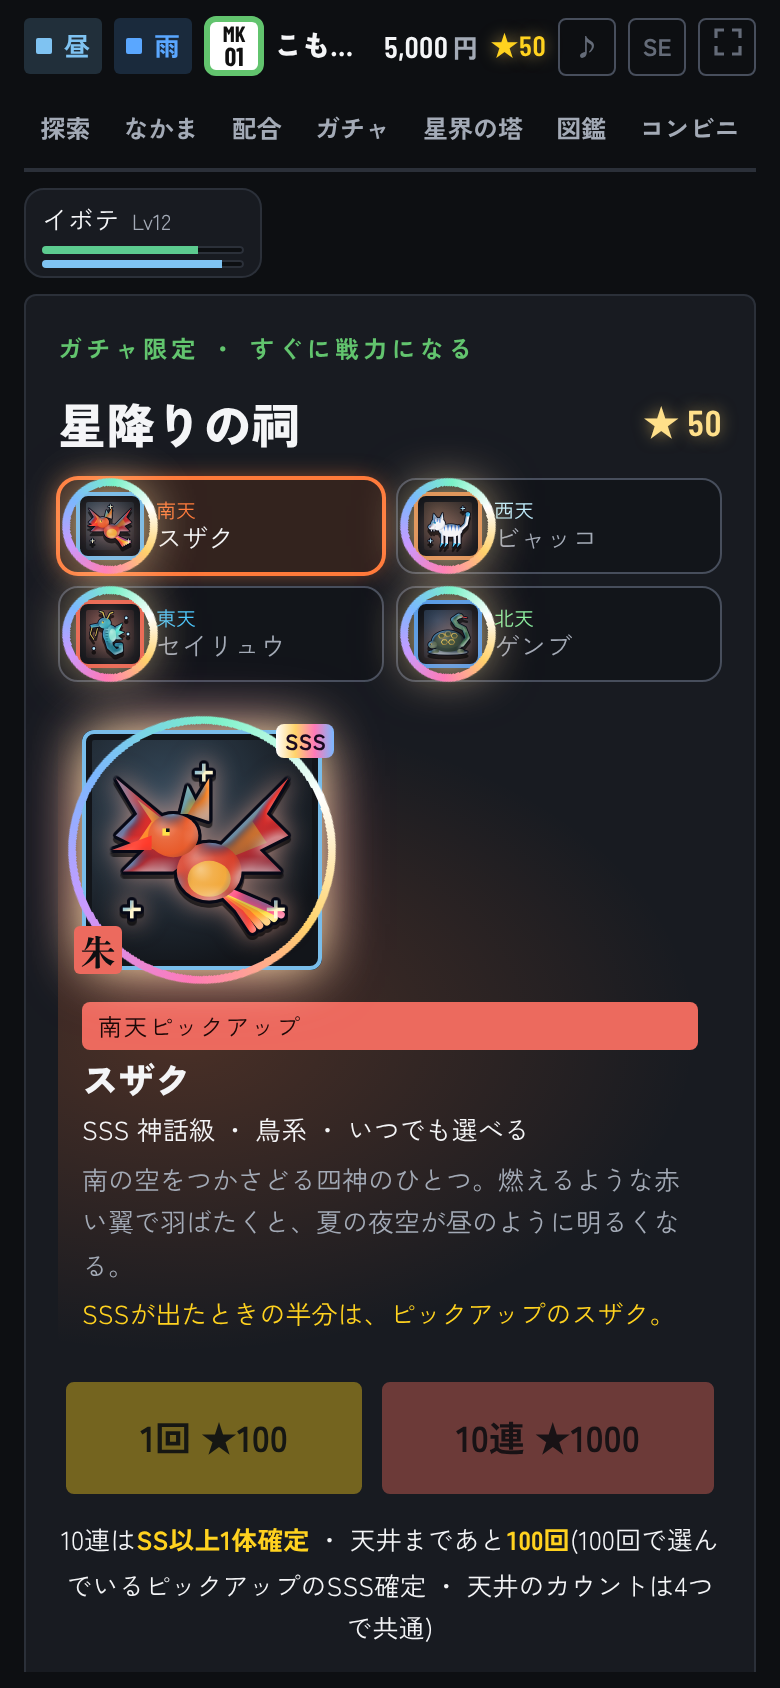 昼 雨 MK 01 こも... 5,000 円 ★50 ♪ SE
探索 なかま 配合 ガチャ 星界の塔 図鑑 コンビニ
イボテ Lv12
ガチャ限定 ・ すぐに戦力になる
星降りの祠 ★ 50
南天
スザク
西天
ビャッコ
東天
セイリュウ
北天
ゲンブ
SSS
朱
南天ピックアップ
スザク
SSS 神話級 ・ 鳥系 ・ いつでも選べる
南の空をつかさどる四神のひとつ。燃えるような赤
い翼で羽ばたくと、夏の夜空が昼のように明るくな
る。
SSSが出たときの半分は、ピックアップのスザク。
1回 ★100 10連 ★1000
10連はSS以上1体確定 ・ 天井まであと100回(100回で選ん
でいるピックアップのSSS確定 ・ 天井のカウントは4つ
で共通)